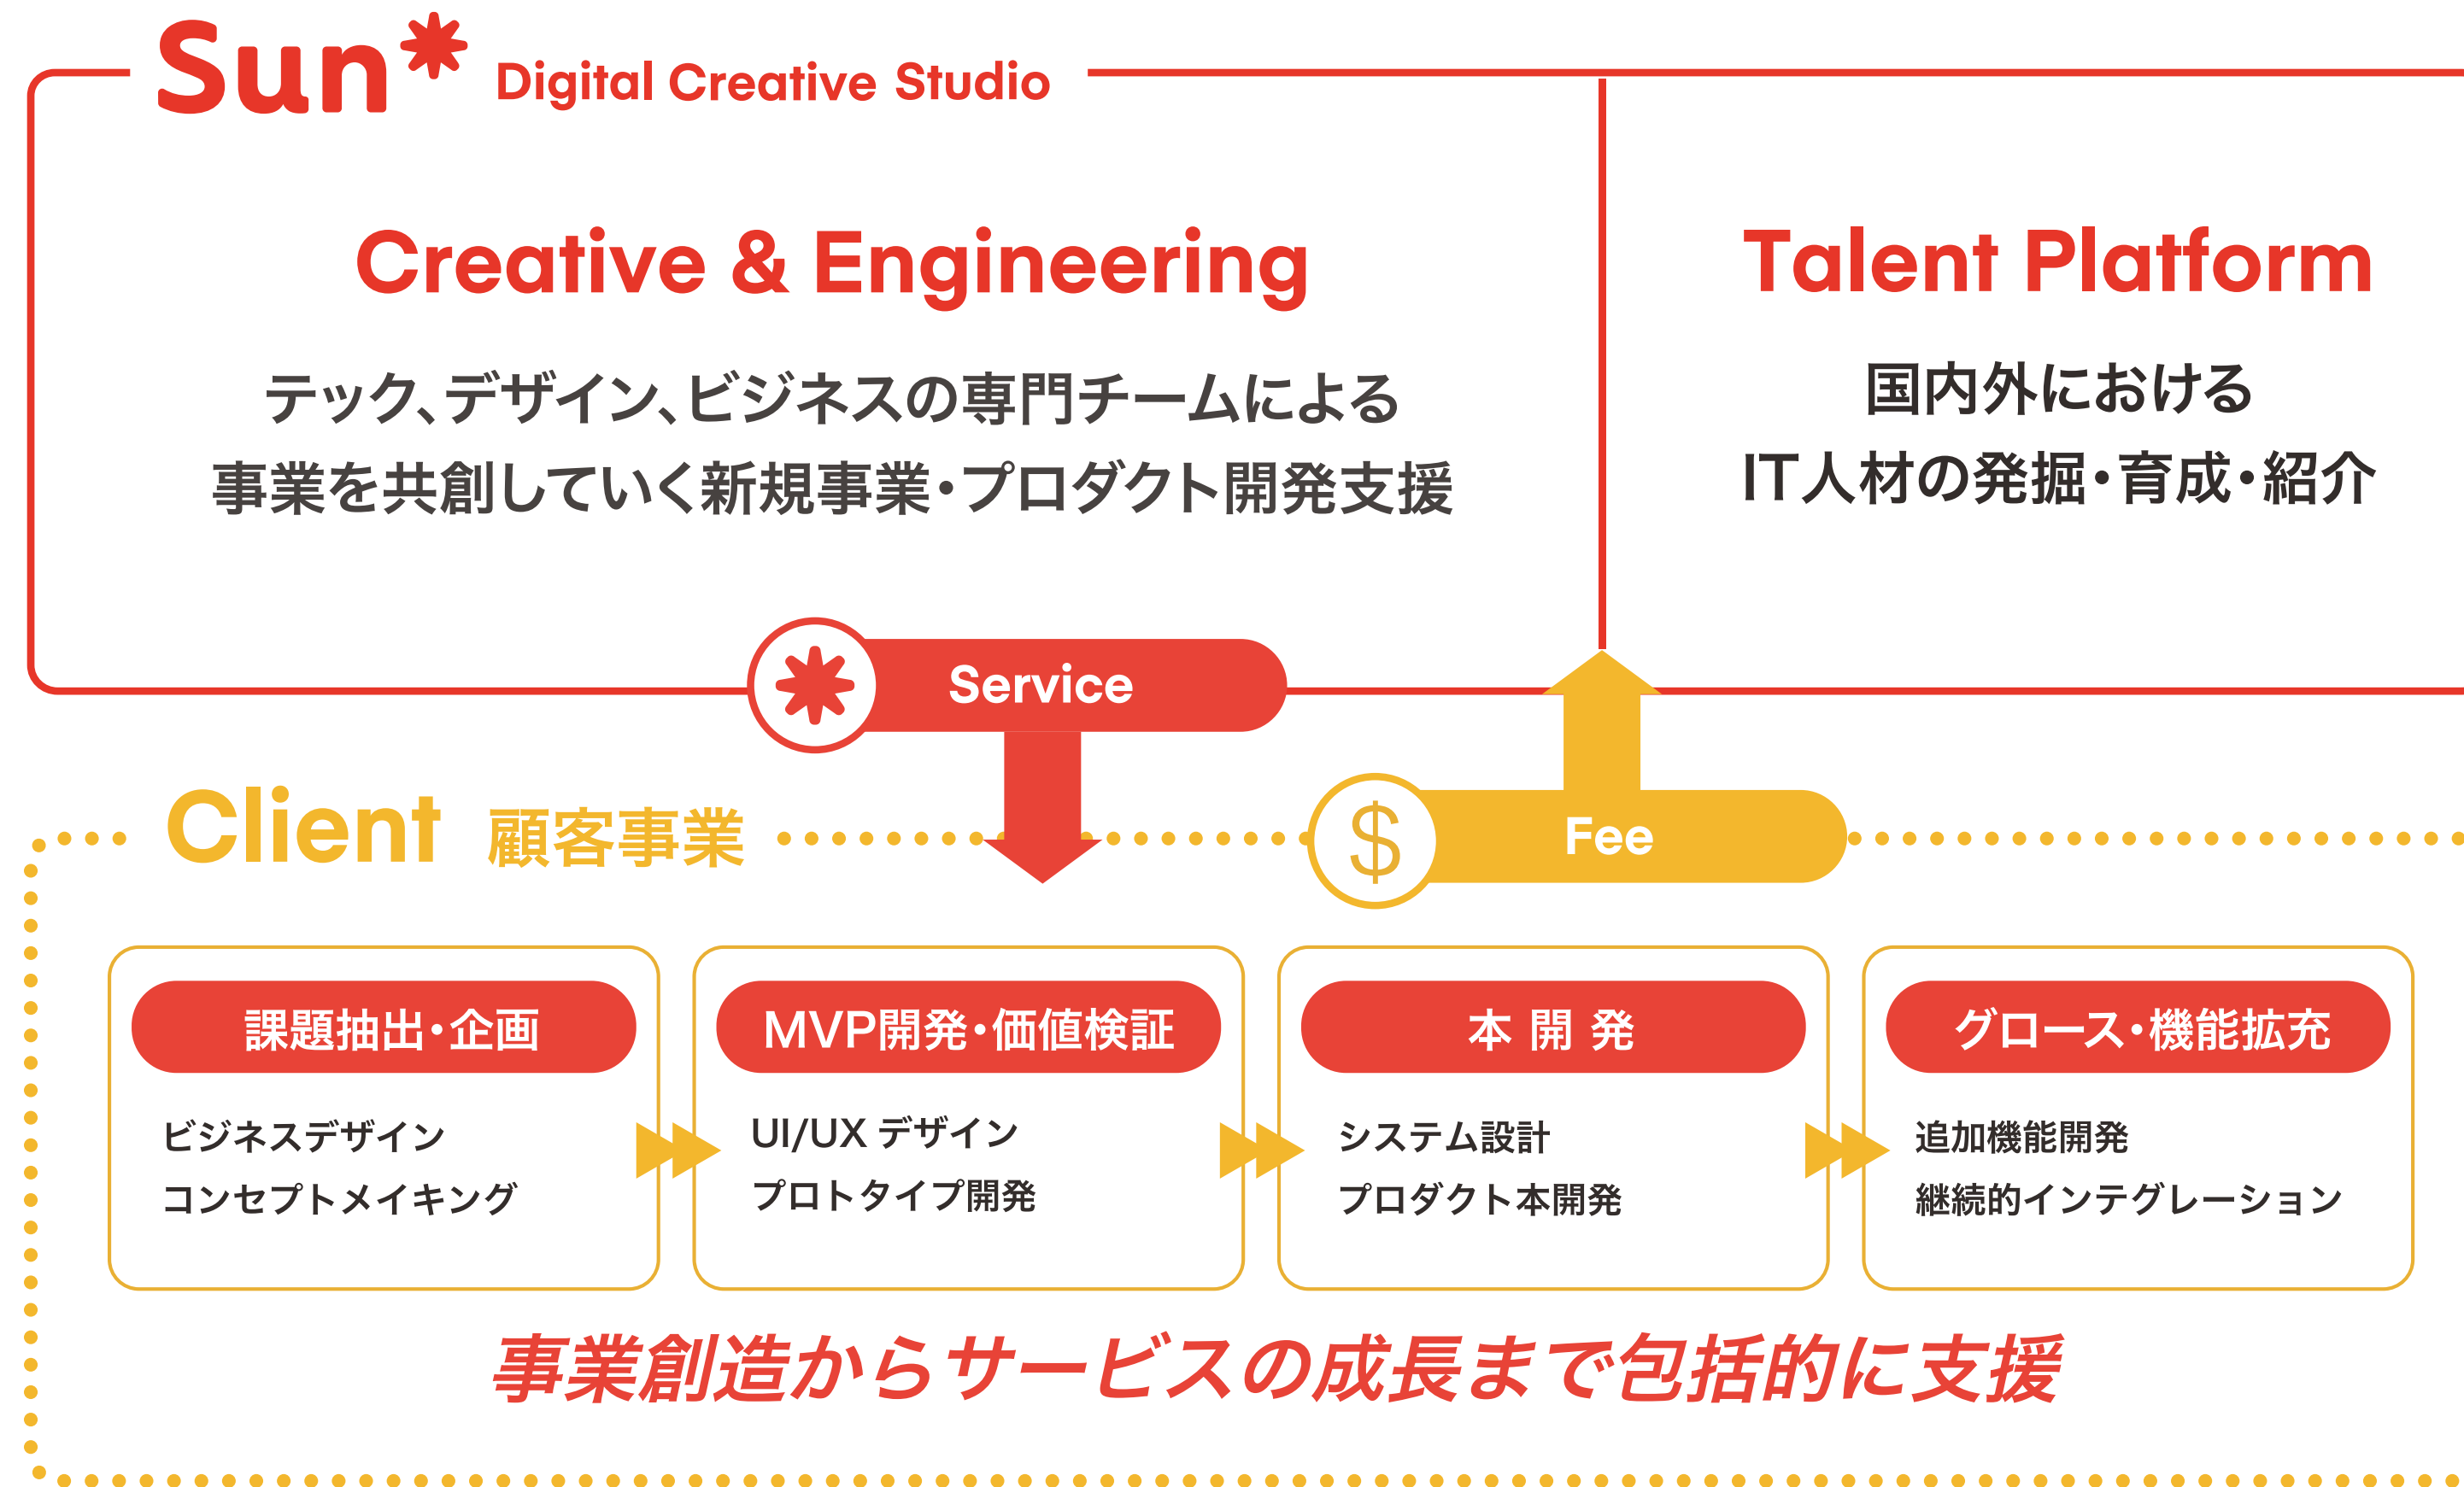 Sun* Digital Creative Studio
Creative & Engineering
テック、デザイン、ビジネスの専門チームによる
事業を共創していく新規事業・プロダクト開発支援
Talent Platform
国内外における
IT人材の発掘・育成・紹介
Service
Client 顧客事業
$ Fee
課題抽出・企画
ビジネスデザイン
コンセプトメイキング
MVP開発・価値検証
UI/UX デザイン
プロトタイプ開発
本 開 発
システム設計
プロダクト本開発
グロース・機能拡充
追加機能開発
継続的インテグレーション
事業創造からサービスの成長まで包括的に支援